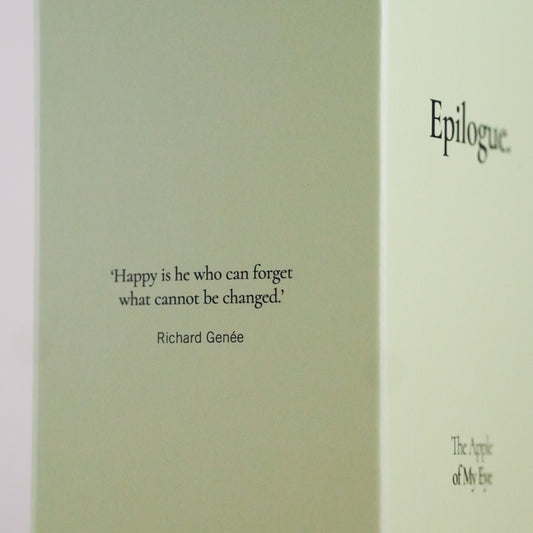 ‘Happy is he who can forget
what cannot be changed.’
Richard Genée
Epilogue.
The Apple
of My Eye